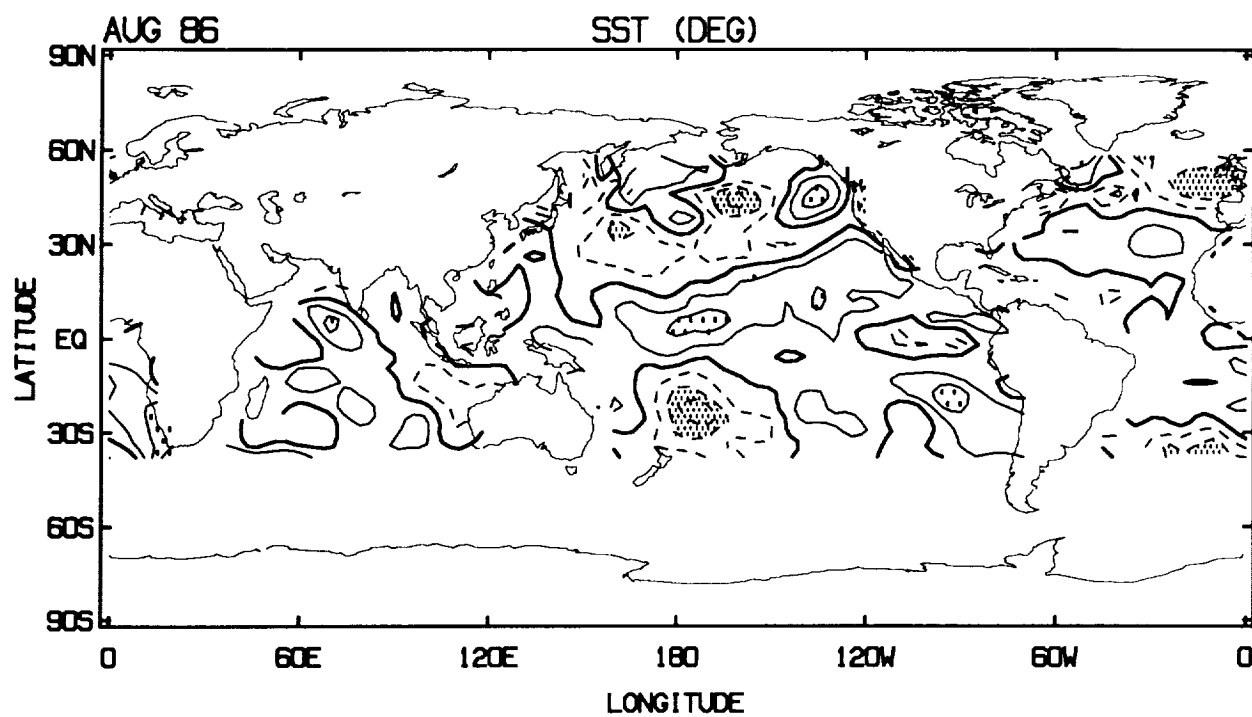 AUG 86
SST (DEG)
90N
60N
30N
EQ
30S
60S
90S
LATITUDE
0
60E
120E
180
120W
60W
0
LONGITUDE